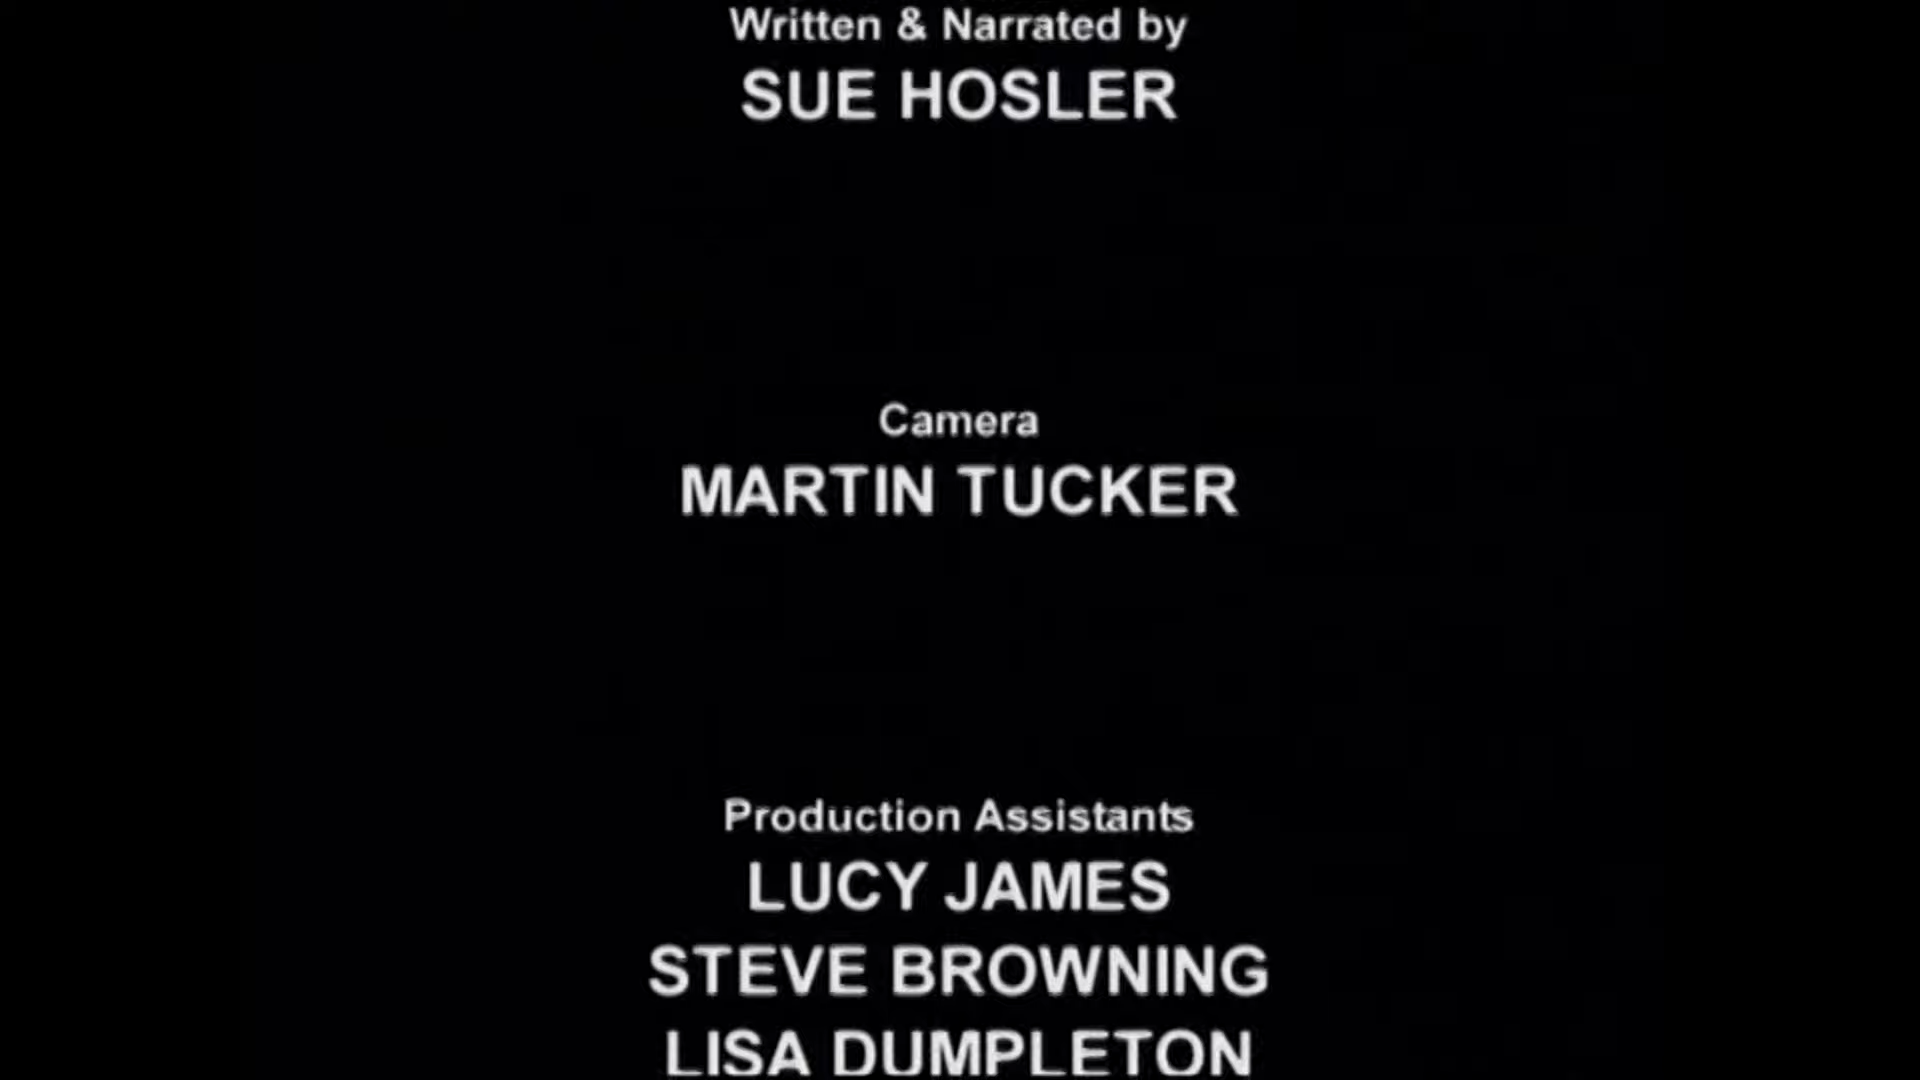 Written & Narrated by
SUE HOSLER
Camera
MARTIN TUCKER
Production Assistants
LUCY JAMES
STEVE BROWNING
LISA DUMPLETON